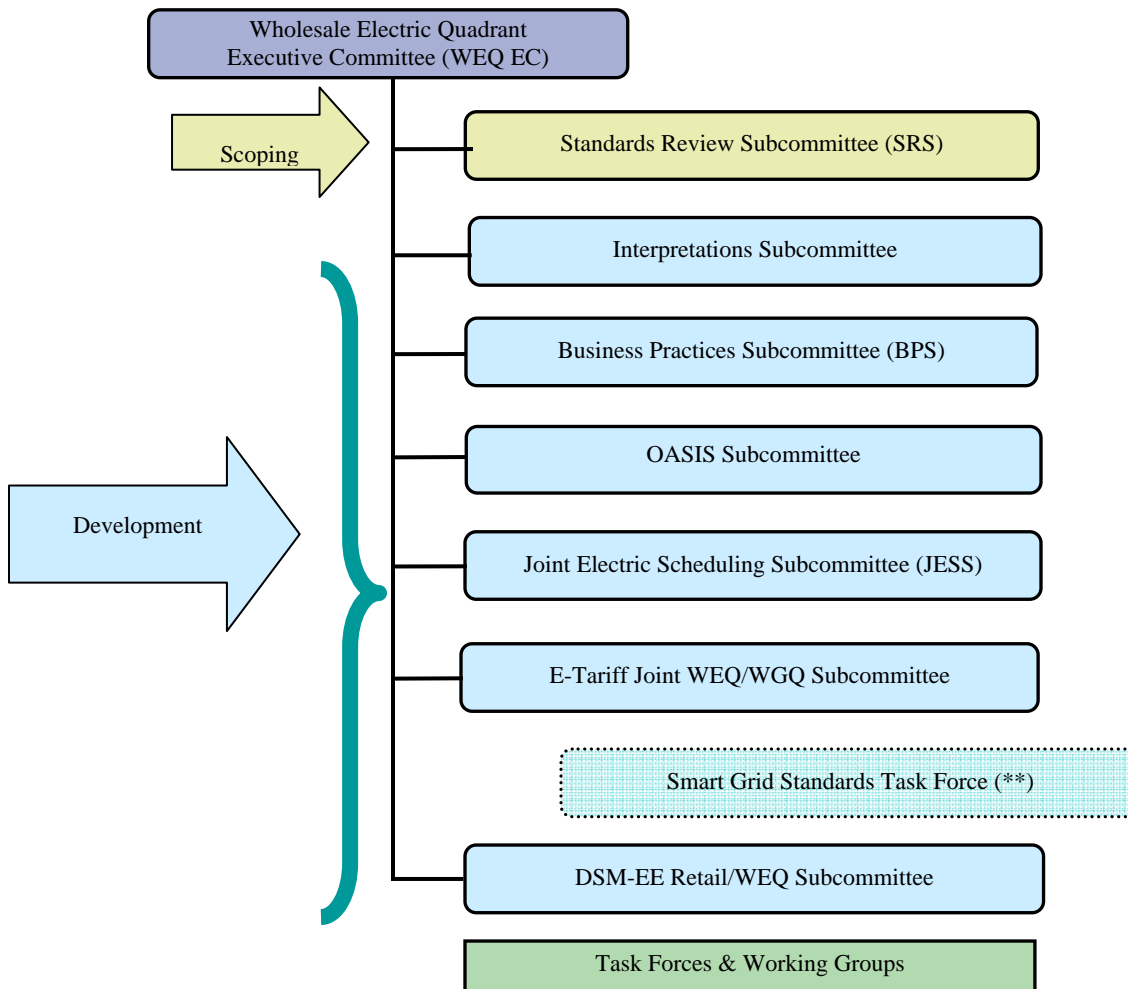 Wholesale Electric Quadrant
Executive Committee (WEQ EC)
Scoping
Standards Review Subcommittee (SRS)
Interpretations Subcommittee
Business Practices Subcommittee (BPS)
OASIS Subcommittee
Development
Joint Electric Scheduling Subcommittee (JESS)
E-Tariff Joint WEQ/WGQ Subcommittee
Smart Grid Standards Task Force (**)
DSM-EE Retail/WEQ Subcommittee
Task Forces & Working Groups